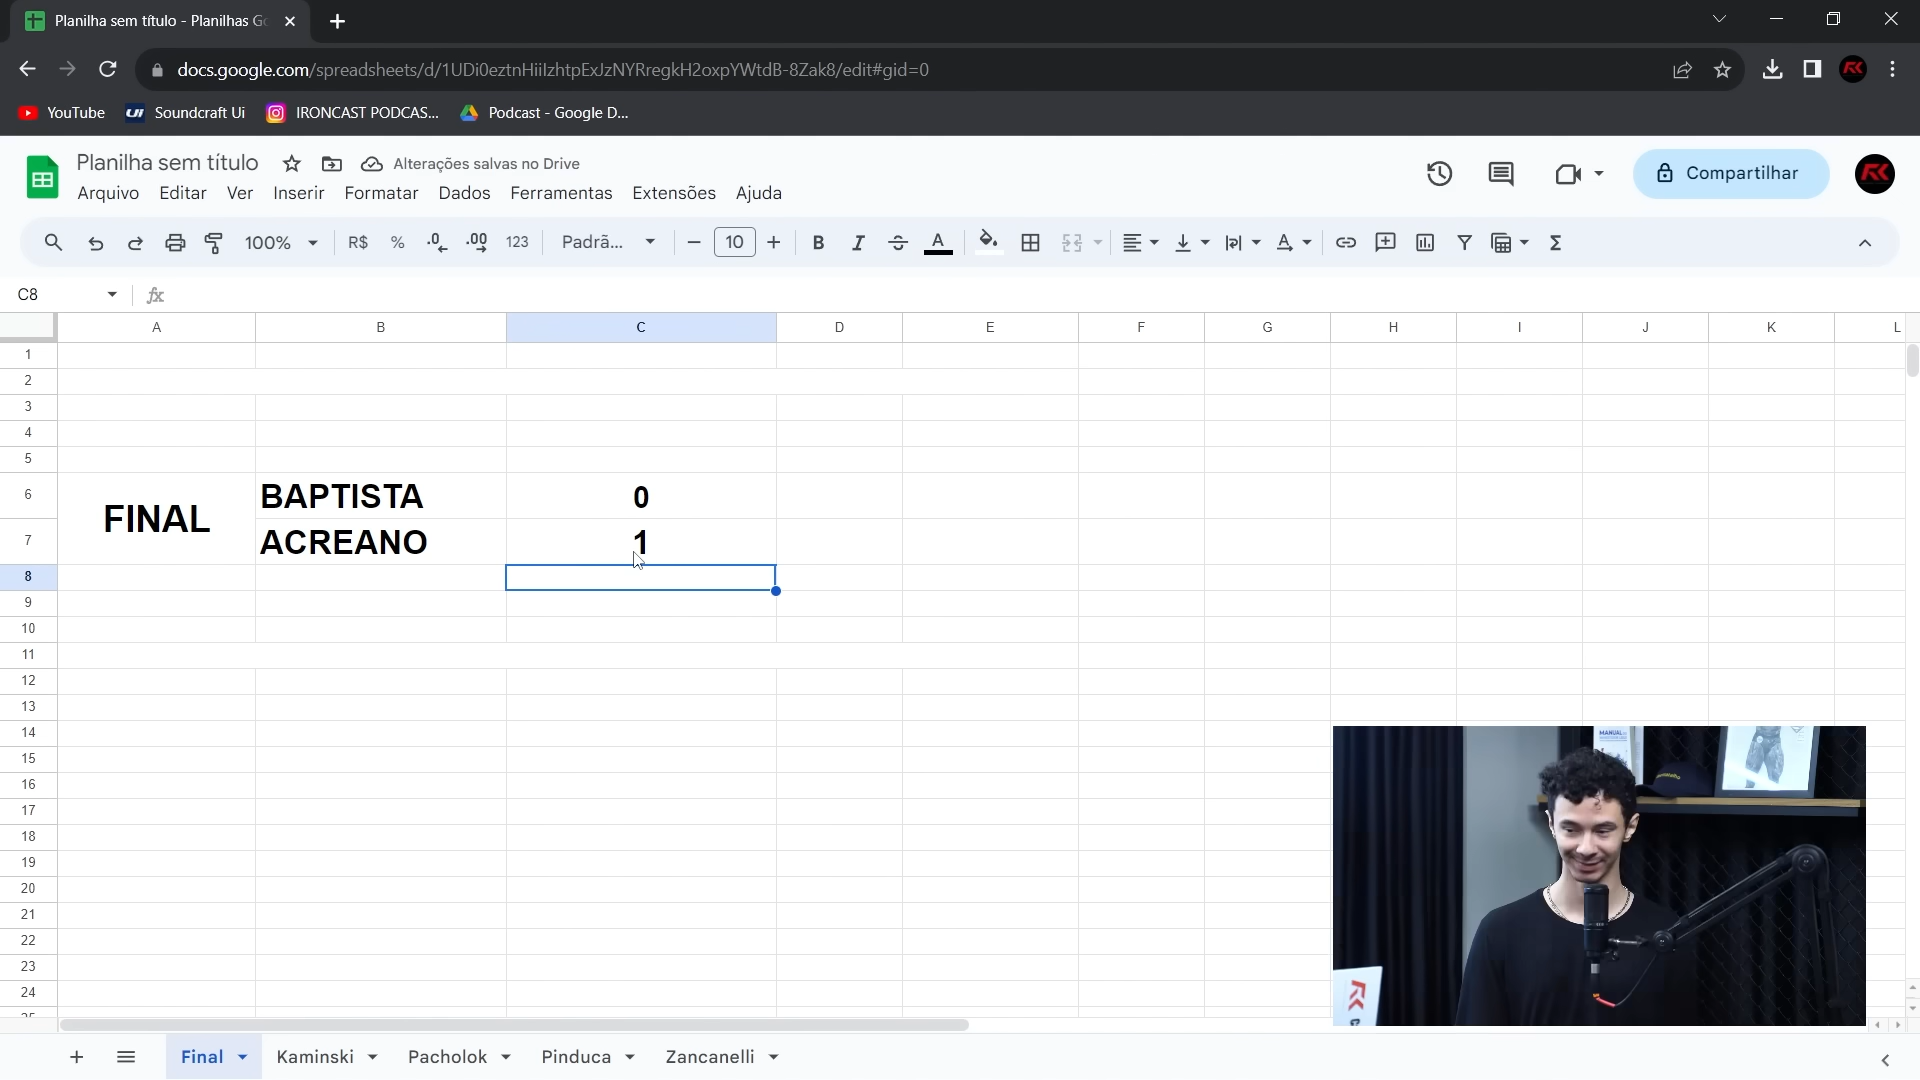 Planilha sem título - Planilhas Go
docs.google.com/spreadsheets/d/1UDi0eztnHiilzhtpExJzNYRregkH2oxpYWtdB-8Zak8/edit#gid=0
YouTube Soundcraft Ui IRONCAST PODCAS... Podcast - Google D...
Planilha sem título Alterações salvas no Drive
Arquivo Editar Ver Inserir Formatar Dados Ferramentas Extensões Ajuda
Compartilhar
100% R$ % .0 .00 123 Padrã... 10 B I A
C8 fx
A B C D E F G H I J K L
1
2
3
4
5
6 BAPTISTA 0
FINAL
7 ACREANO 1
8
9
10
11
12
13
14
15
16
17
18
19
20
21
22
23
24
25
MANUAL
Final Kaminski Pacholok Pinduca Zancanelli